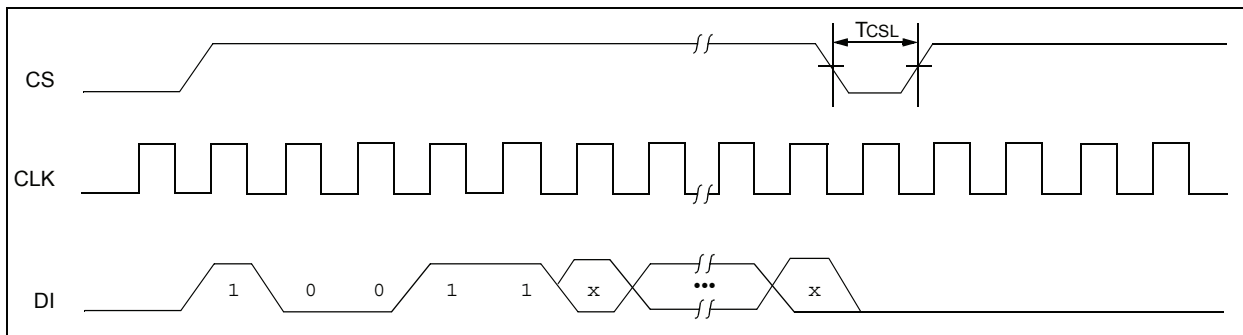 TCSL
CS
CLK
DI 1 0 0 1 1 x ••• x